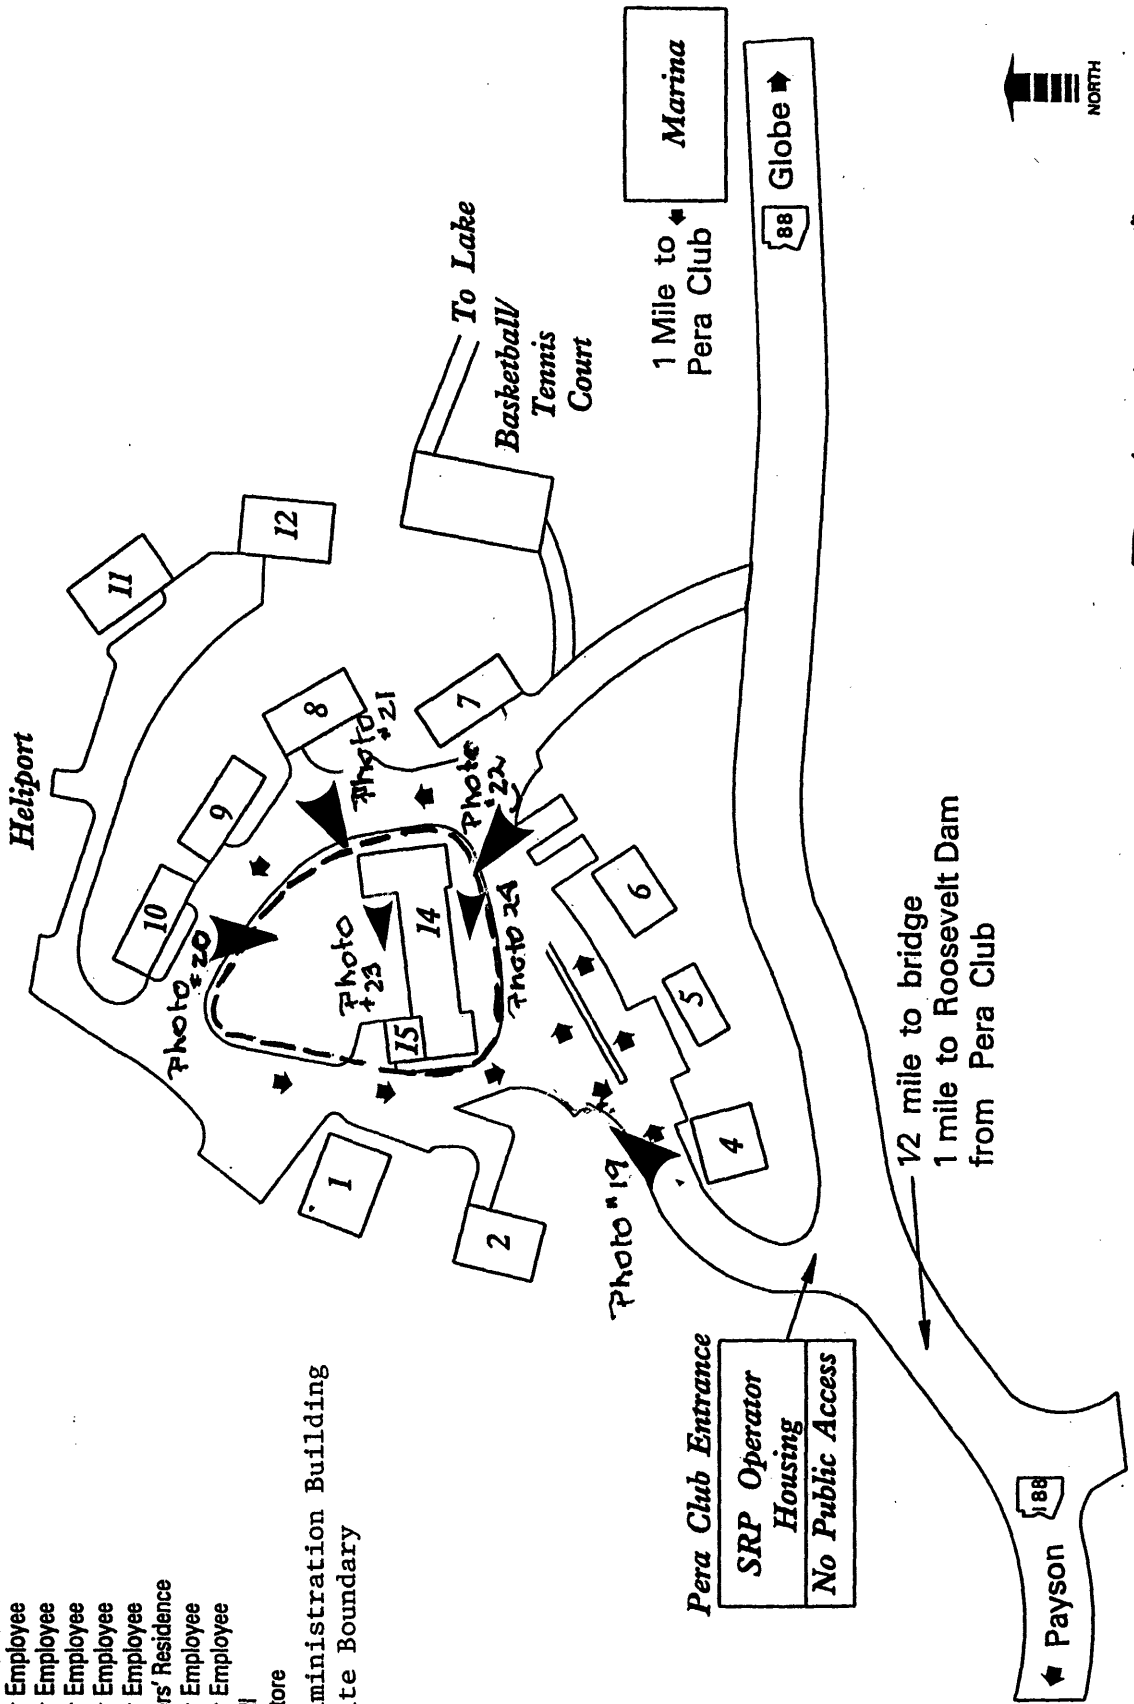 Employee
Employee
Employee
Employee
Employee
rs' Residence
Employee
Employee
tore
ministration Building
te Boundary
Heliport
11
12
10
9
8
7
6
5
4
1
2
14
15
Photo #20
Photo
#21
Photo
#22
Photo
#23
Photo 24
Photo #19
To Lake
Basketball/
Tennis
Court
Marina
1 Mile to
Pera Club
88 Globe
NORTH
1/2 mile to bridge
1 mile to Roosevelt Dam
from Pera Club
Pera Club Entrance
SRP Operator
Housing
No Public Access
188
Payson